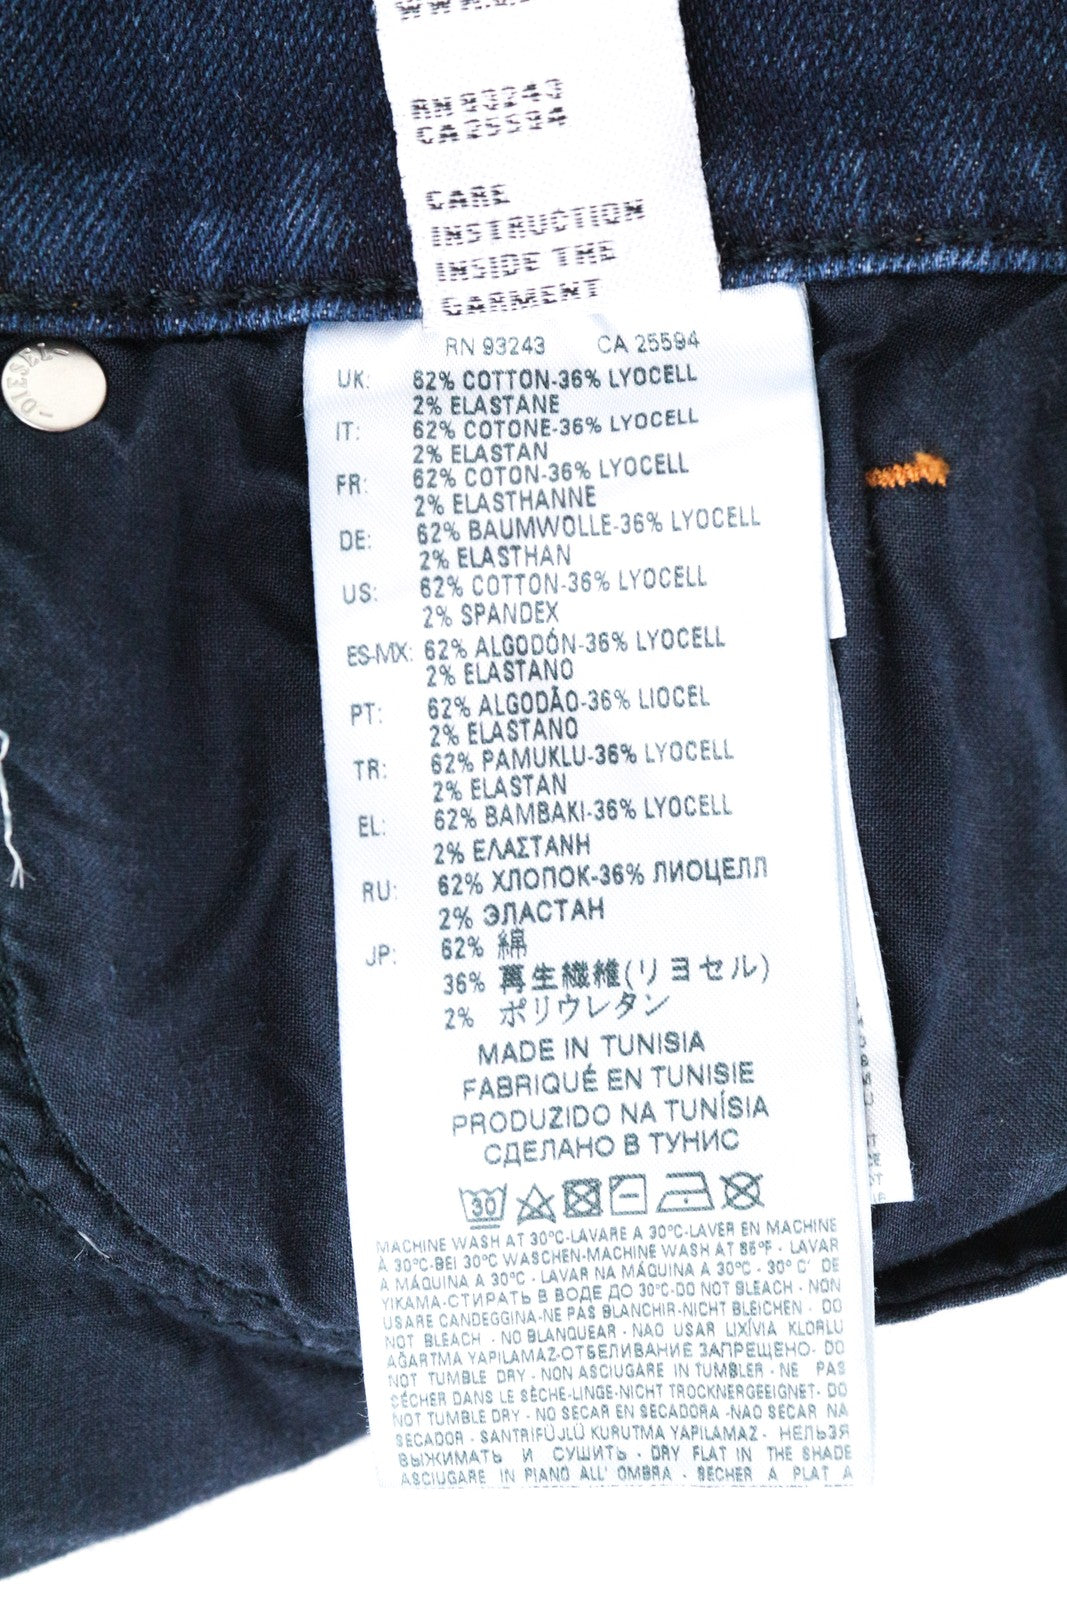 RN 93243
CA 25594
CARE
INSTRUCTION
INSIDE THE
GARMENT
DIESEL
RN 93243 CA 25594
UK: 62% COTTON-36% LYOCELL
2% ELASTANE
IT: 62% COTONE-36% LYOCELL
2% ELASTAN
FR: 62% COTON-36% LYOCELL
2% ELASTHANNE
DE: 62% BAUMWOLLE-36% LYOCELL
2% ELASTHAN
US: 62% COTTON-36% LYOCELL
2% SPANDEX
ES-MX: 62% ALGODÓN-36% LYOCELL
2% ELASTANO
PT: 62% ALGODÃO-36% LIOCEL
2% ELASTANO
TR: 62% PAMUKLU-36% LYOCELL
2% ELASTAN
EL: 62% BAMBAKI-36% LYOCELL
2% ΕΛΑΣΤΑΝΗ
RU: 62% ХЛОПОК-36% ЛИОЦЕЛЛ
2% ЭЛАСТАН
JP: 62% 綿
36% 再生繊維(リヨセル)
2% ポリウレタン
MADE IN TUNISIA
FABRIQUÉ EN TUNISIE
PRODUZIDO NA TUNÍSIA
СДЕЛАНО В ТУНИС
30
MACHINE WASH AT 30°C-LAVARE A 30°C-LAVER EN MACHINE
À 30°C-BEI 30°C WASCHEN-MACHINE WASH AT 86°F - LAVAR
A MÁQUINA A 30°C - LAVAR NA MÁQUINA A 30°C - 30° C' DE
YIKAMA-СТИРАТЬ В ВОДЕ ДО 30°C-DO NOT BLEACH - NON
USARE CANDEGGINA-NE PAS BLANCHIR-NICHT BLEICHEN - DO
NOT BLEACH - NO BLANQUEAR - NAO USAR LIXÍVIA KLORLU
AĞARTMA YAPILAMAZ-ОТБЕЛИВАНИЕ ЗАПРЕЩЕНО- DO
NOT TUMBLE DRY - NON ASCIUGARE IN TUMBLER - NE PAS
SÉCHER DANS LE SÈCHE-LINGE-NICHT TROCKNERGEEIGNET- DO
NOT TUMBLE DRY - NO SECAR EN SECADORA -NAO SECAR NA
SECADOR - SANTRIFÜJLÜ KURUTMA YAPILAMAZ - НЕЛЬЗЯ
ВЫЖИМАТЬ И СУШИТЬ - DRY FLAT IN THE SHADE
ASCIUGARE IN PIANO ALL' OMBRA - SECHER A PLAT A